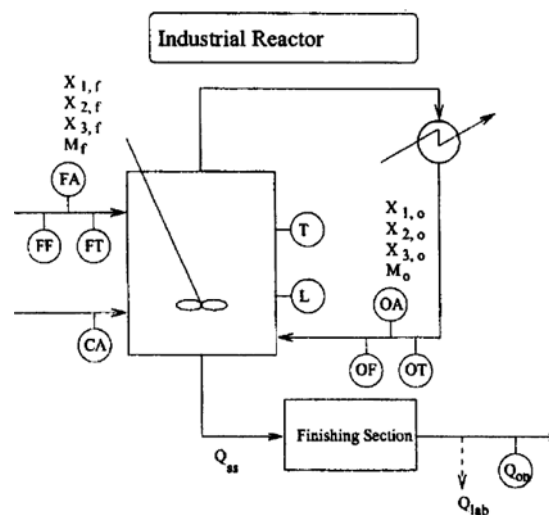 Industrial Reactor
X 1,f
X 2,f
X 3,f
M f
FA
FF
FT
CA
T
L
X 1,o
X 2,o
X 3,o
M o
OA
OF
OT
Q ss
Finishing Section
Q on
Q lab